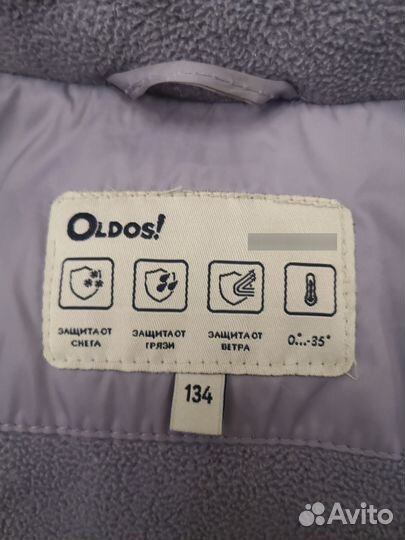 OLDOS!
ЗАЩИТА ОТ СНЕГА
ЗАЩИТА ОТ ГРЯЗИ
ЗАЩИТА ОТ ВЕТРА
0°...-35°
134
Avito